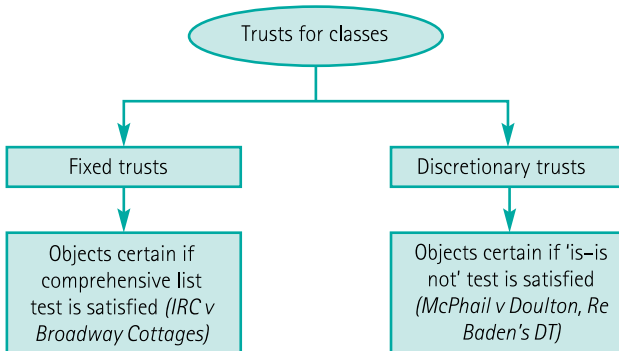 Trusts for classes
Fixed trusts
Discretionary trusts
Objects certain if
comprehensive list
test is satisfied (IRC v
Broadway Cottages)
Objects certain if ‘is–is
not’ test is satisfied
(McPhail v Doulton, Re
Baden’s DT)